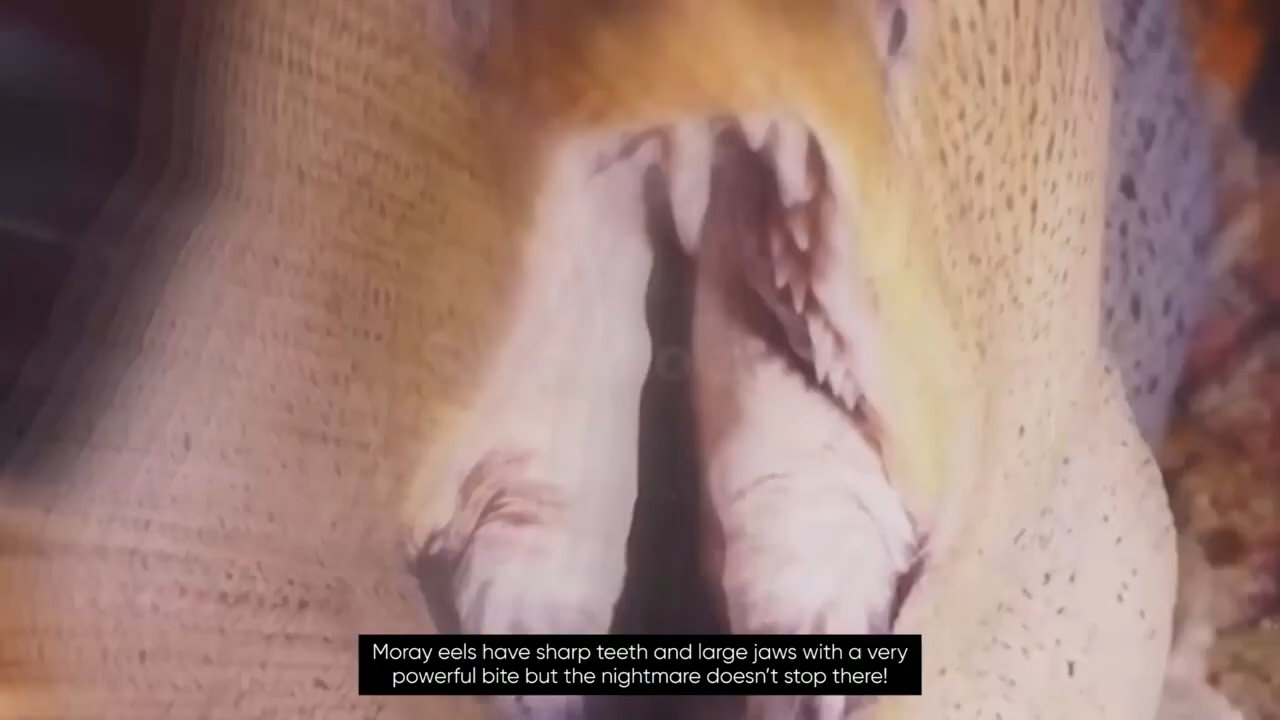 Moray eels have sharp teeth and large jaws with a very
powerful bite but the nightmare doesn’t stop there!